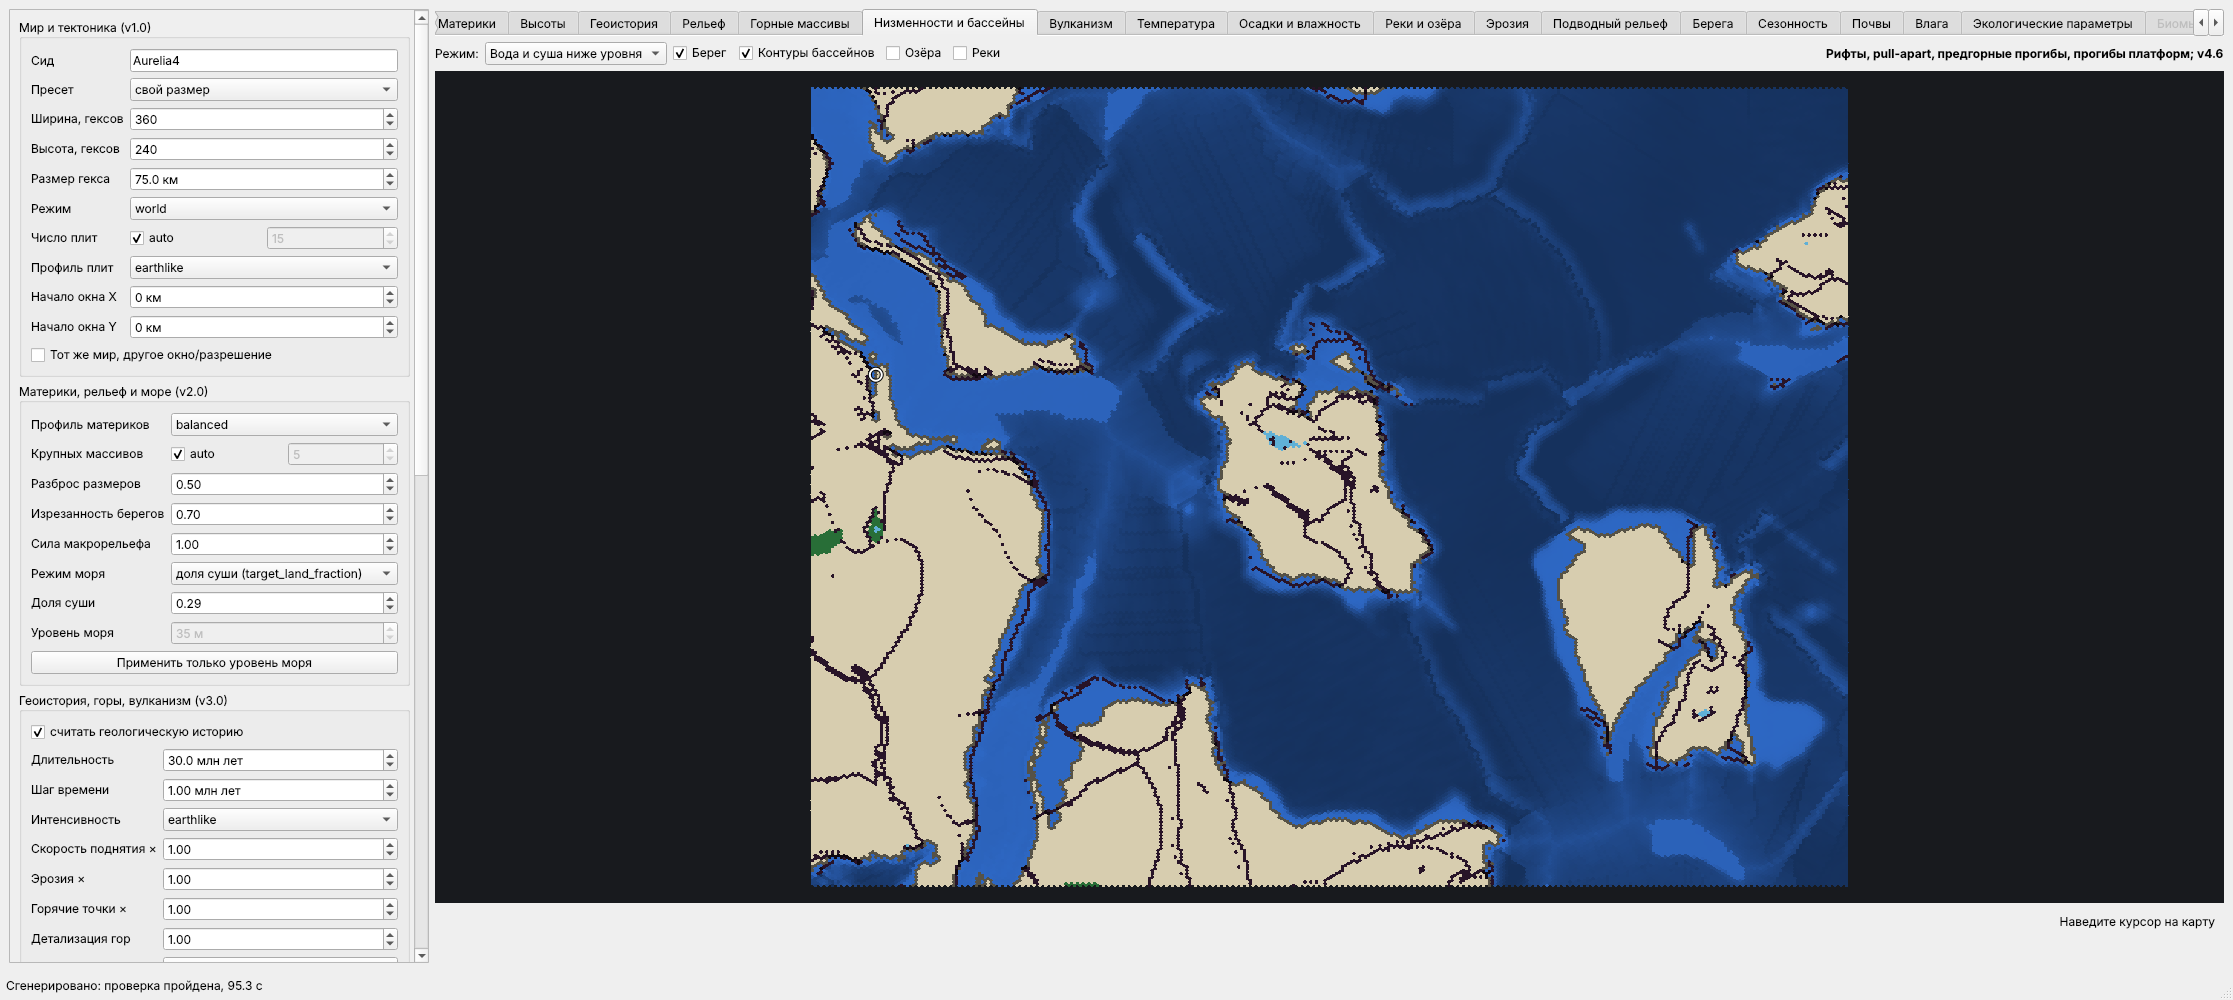 Мир и тектоника (v1.0)
Сид Aurelia4
Пресет свой размер
Ширина, гексов 360
Высота, гексов 240
Размер гекса 75.0 км
Режим world
Число плит auto 15
Профиль плит earthlike
Начало окна X 0 км
Начало окна Y 0 км
Тот же мир, другое окно/разрешение
Материки, рельеф и море (v2.0)
Профиль материков balanced
Крупных массивов auto 5
Разброс размеров 0.50
Изрезанность берегов 0.70
Сила макрорельефа 1.00
Режим моря доля суши (target_land_fraction)
Доля суши 0.29
Уровень моря 35 м
Применить только уровень моря
Геоистория, горы, вулканизм (v3.0)
считать геологическую историю
Длительность 30.0 млн лет
Шаг времени 1.00 млн лет
Интенсивность earthlike
Скорость поднятия × 1.00
Эрозия × 1.00
Горячие точки × 1.00
Детализация гор 1.00
Материки Высоты Геоистория Рельеф Горные массивы Низменности и бассейны Вулканизм Температура Осадки и влажность Реки и озёра Эрозия Подводный рельеф Берега Сезонность Почвы Влага Экологические параметры
Режим: Вода и суша ниже уровня Берег Контуры бассейнов Озёра Реки Рифты, pull-apart, предгорные прогибы, прогибы платформ; v4.6
Наведите курсор на карту
Сгенерировано: проверка пройдена, 95.3 с